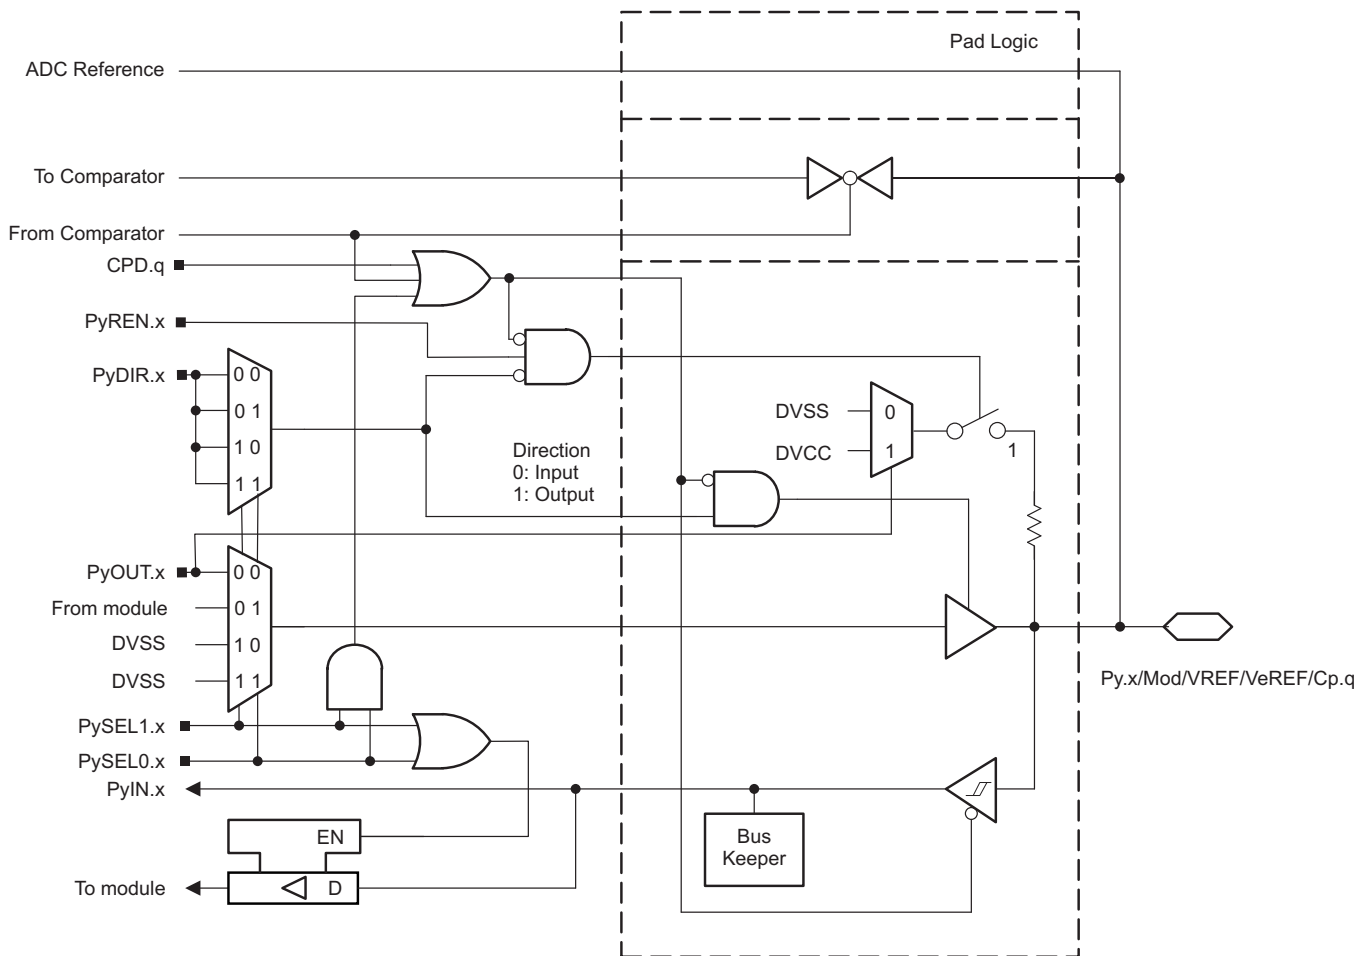 Pad Logic
ADC Reference
To Comparator
From Comparator
CPD.q
PyREN.x
PyDIR.x
0 0
0 1
1 0
1 1
Direction
0: Input
1: Output
DVSS
0
DVCC
1
1
PyOUT.x
0 0
From module
0 1
DVSS
1 0
DVSS
1 1
Py.x/Mod/VREF/VeREF/Cp.q
PySEL1.x
PySEL0.x
PyIN.x
EN
Bus
Keeper
To module
D